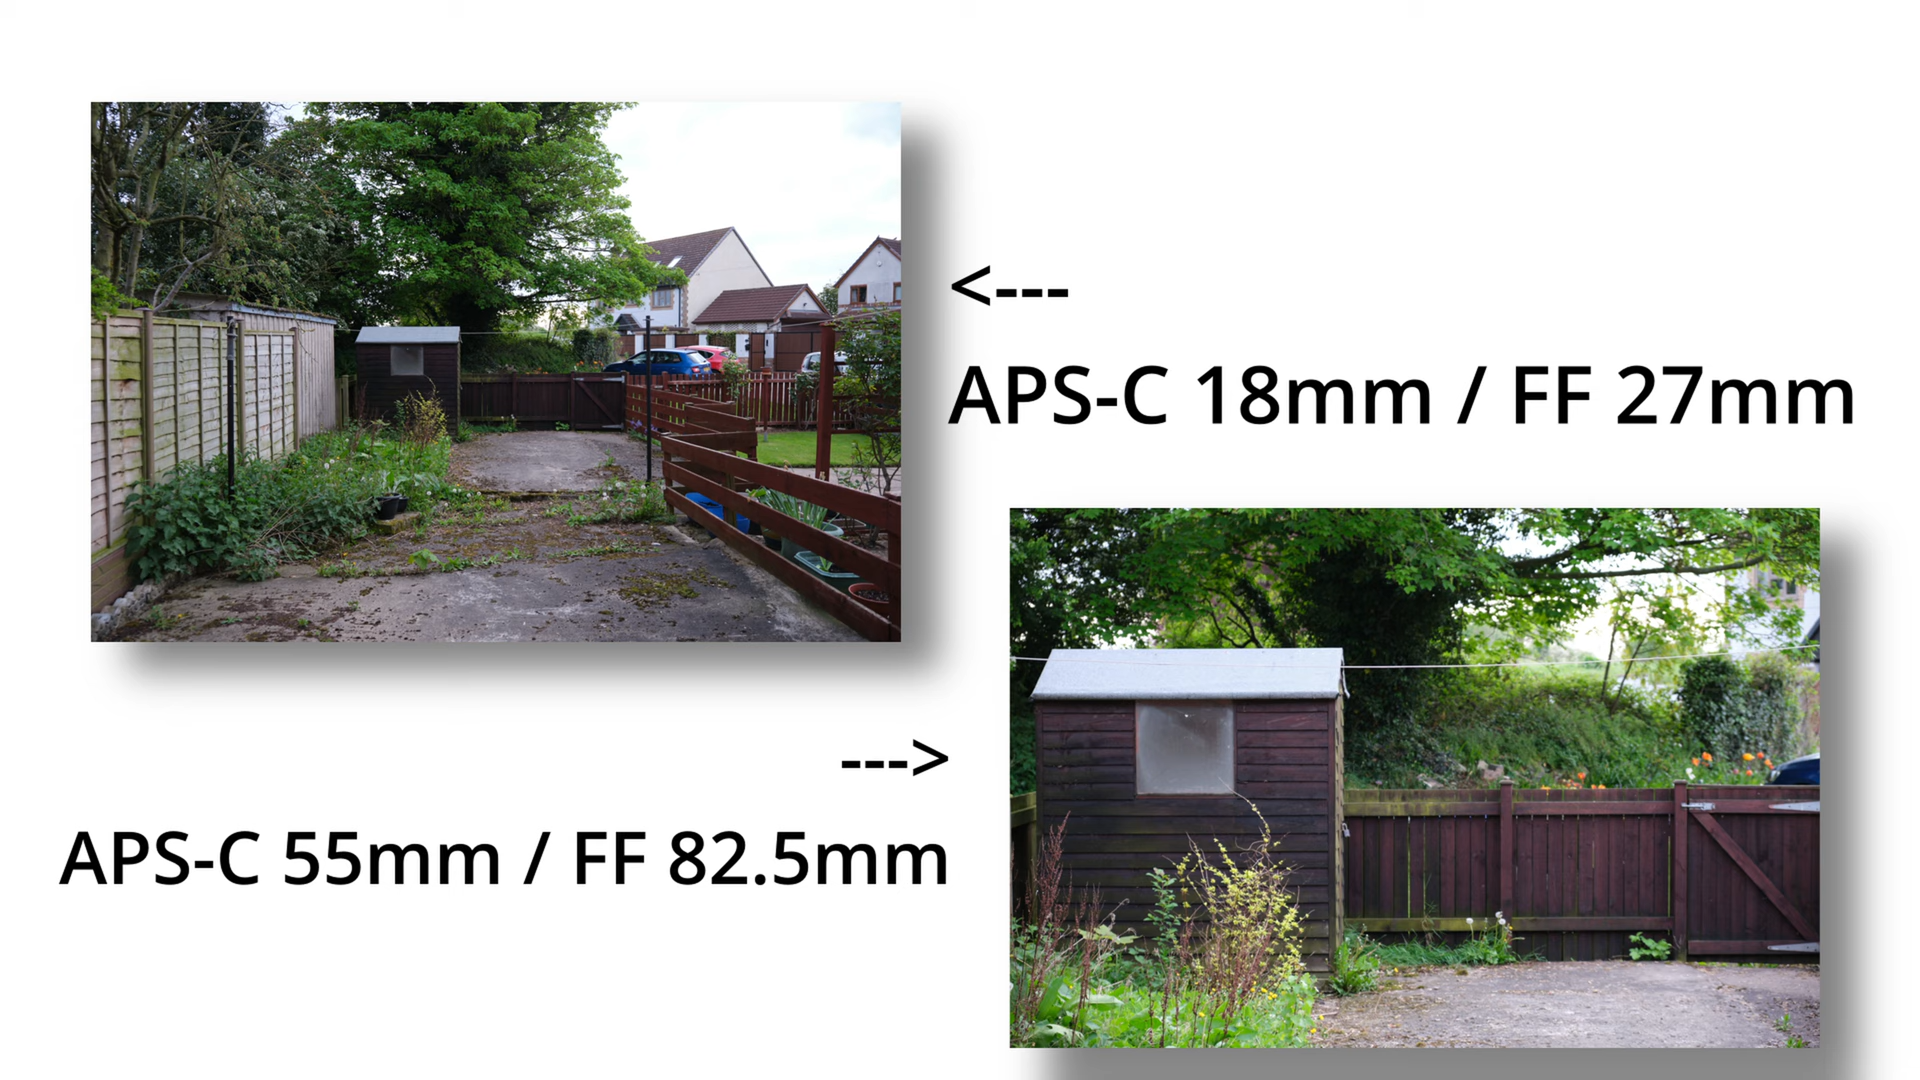 <---
APS-C 18mm / FF 27mm
--->
APS-C 55mm / FF 82.5mm